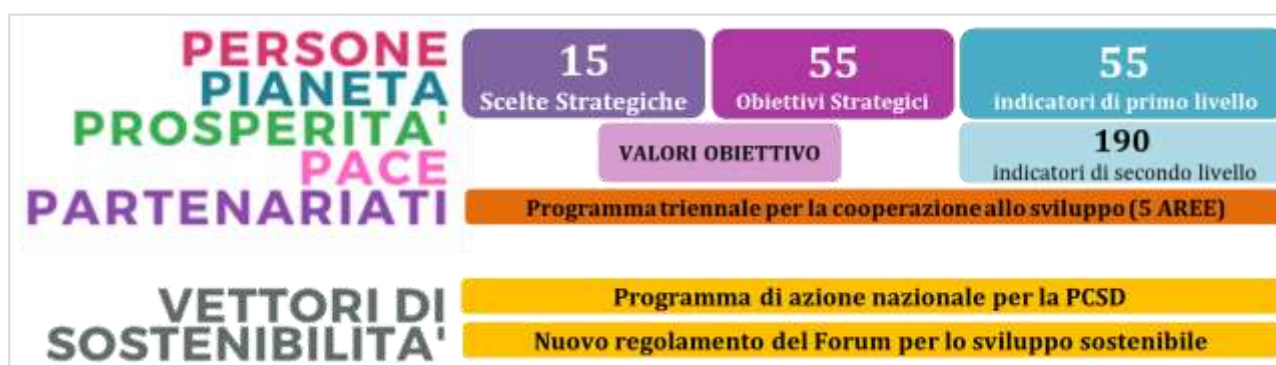 PERSONE
PIANETA
PROSPERITA'
PACE
PARTENARIATI
15
Scelte Strategiche
55
Obiettivi Strategici
55
indicatori di primo livello
VALORI OBIETTIVO
190
indicatori di secondo livello
Programma triennale per la cooperazione allo sviluppo (5 AREE)
VETTORI DI
SOSTENIBILITA'
Programma di azione nazionale per la PCSD
Nuovo regolamento del Forum per lo sviluppo sostenibile